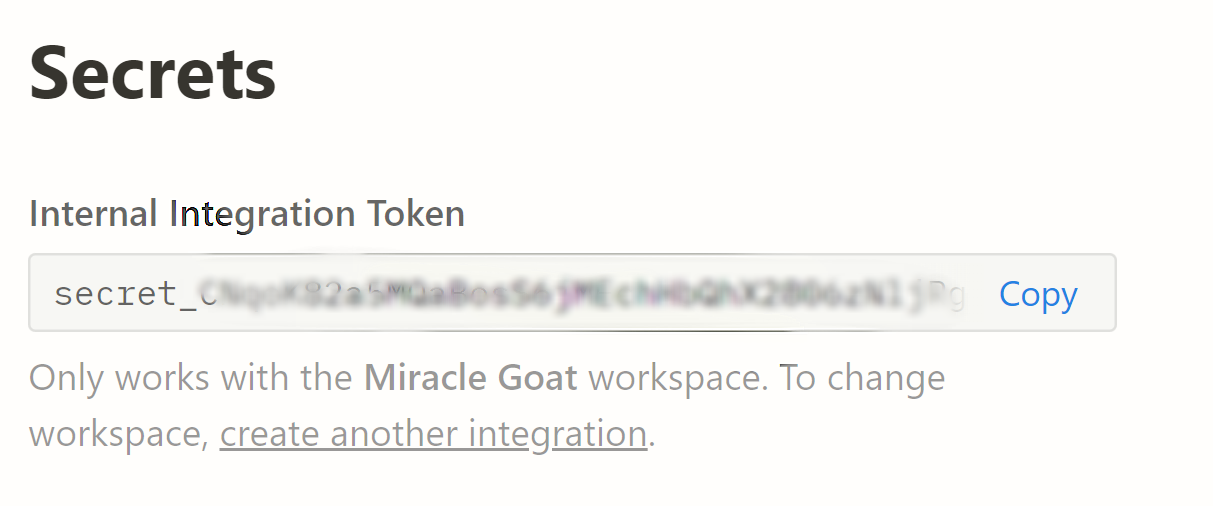 Secrets
Internal Integration Token
secret_
Copy
Only works with the Miracle Goat workspace. To change
workspace, create another integration.